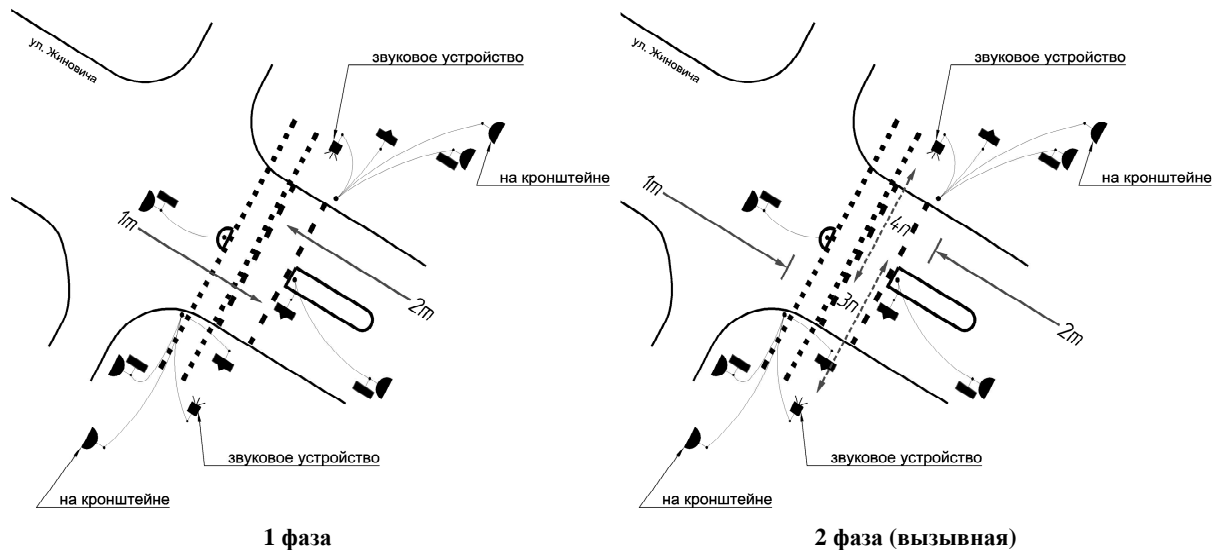 ул. Жиновича
звуковое устройство
на кронштейне
1т
2т
звуковое устройство
на кронштейне
1 фаза
ул. Жиновича
звуковое устройство
на кронштейне
1т
4п
3п
2т
звуковое устройство
на кронштейне
2 фаза (вызывная)